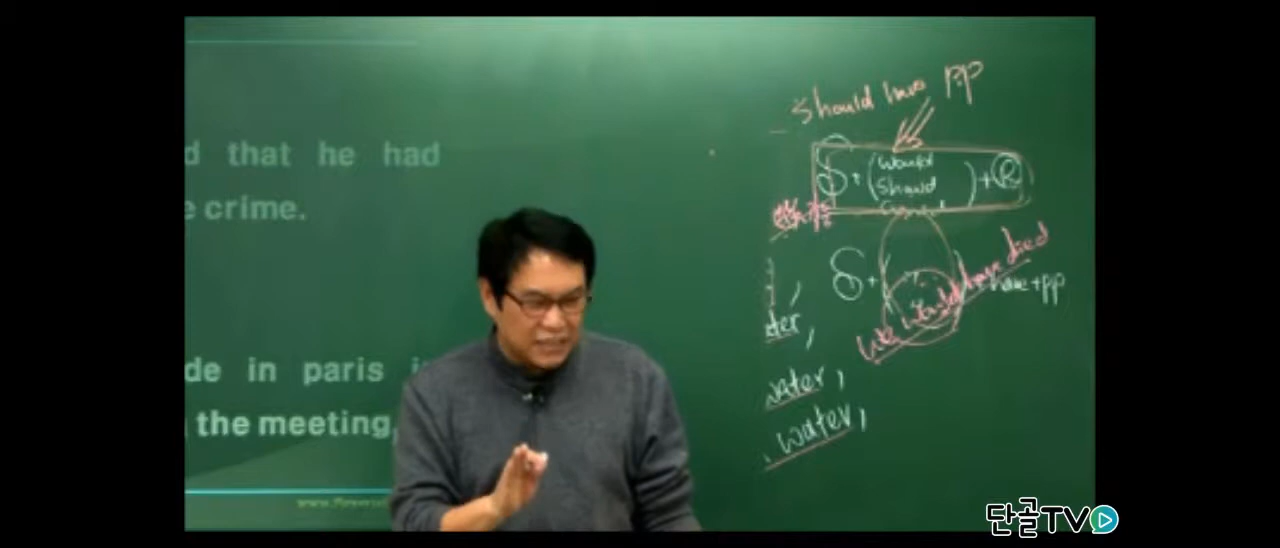 Should have pp
d that he had
Would
e crime.
S + ( Should ) + R
S + ( ) have + pp
We would have died
ter,
de in paris
water,
the meeting,
water,
단골TV